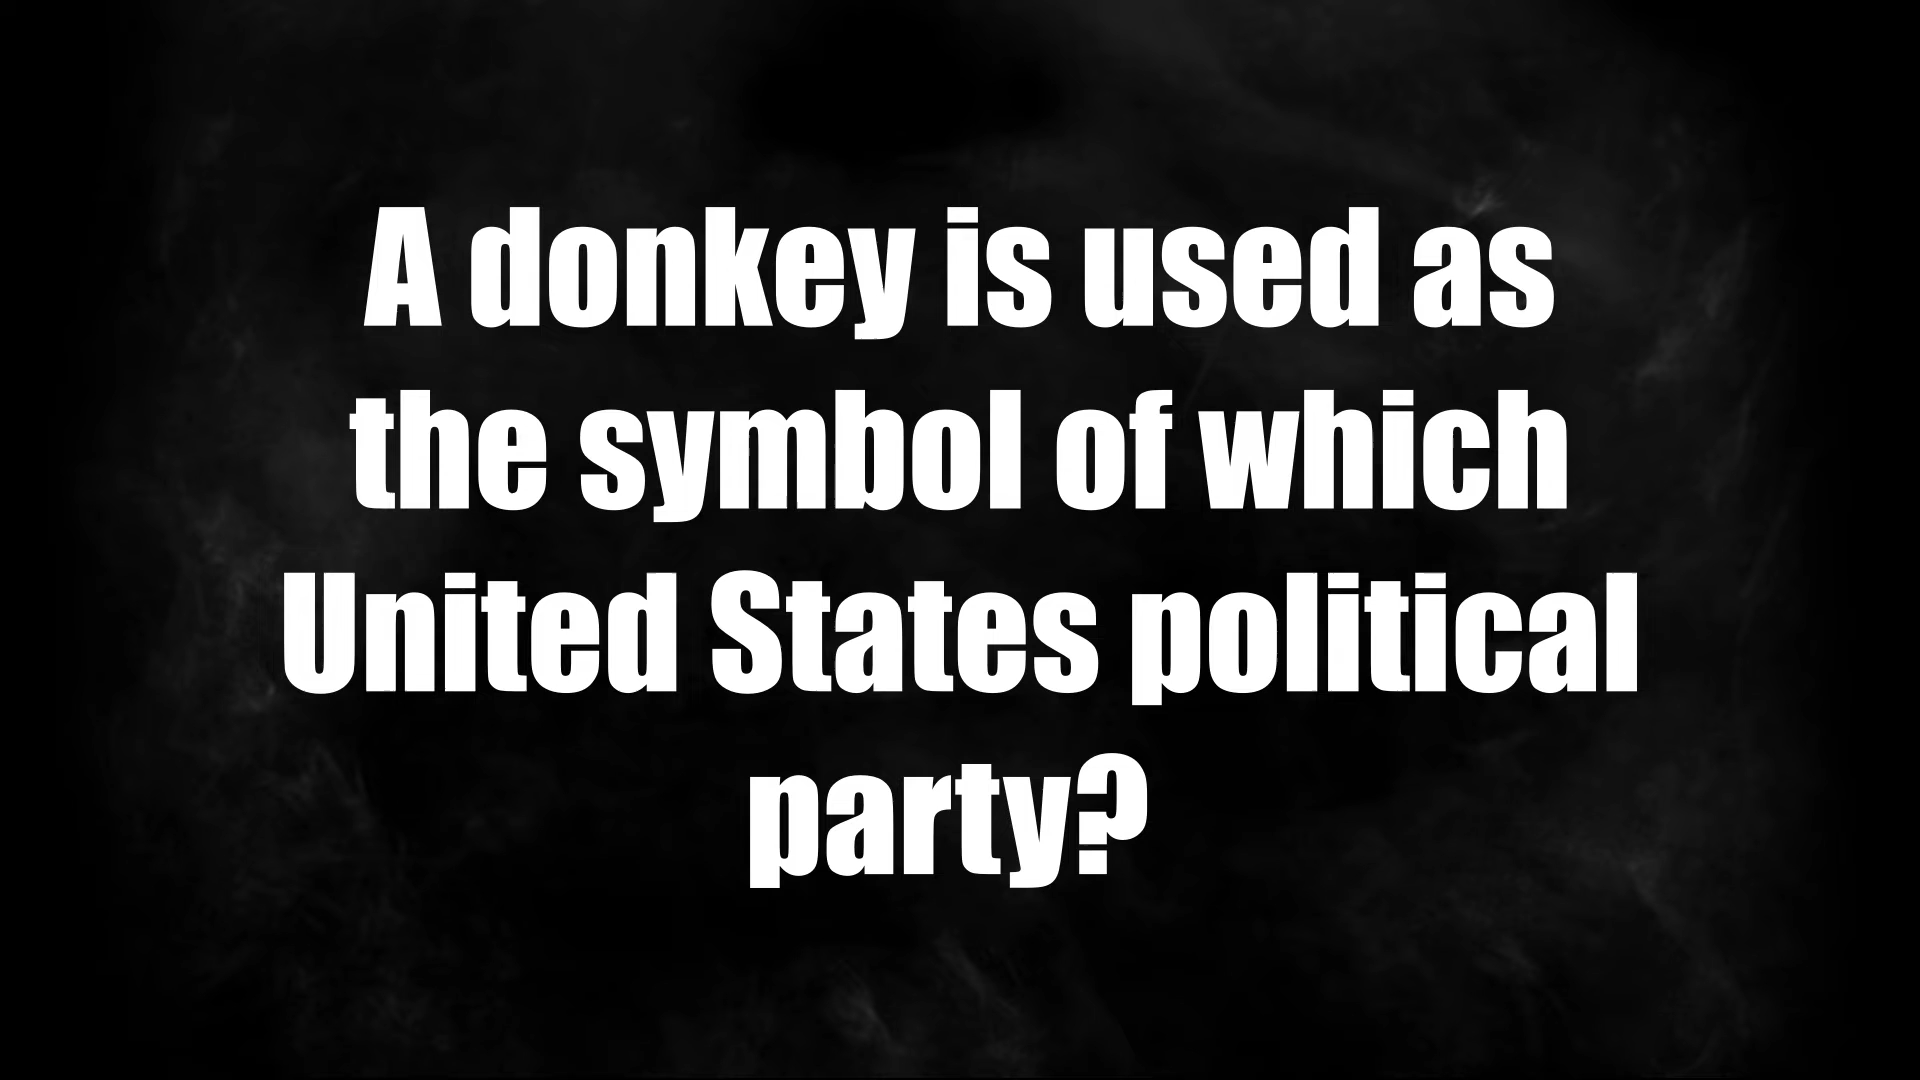 A donkey is used as
the symbol of which
United States political
party?